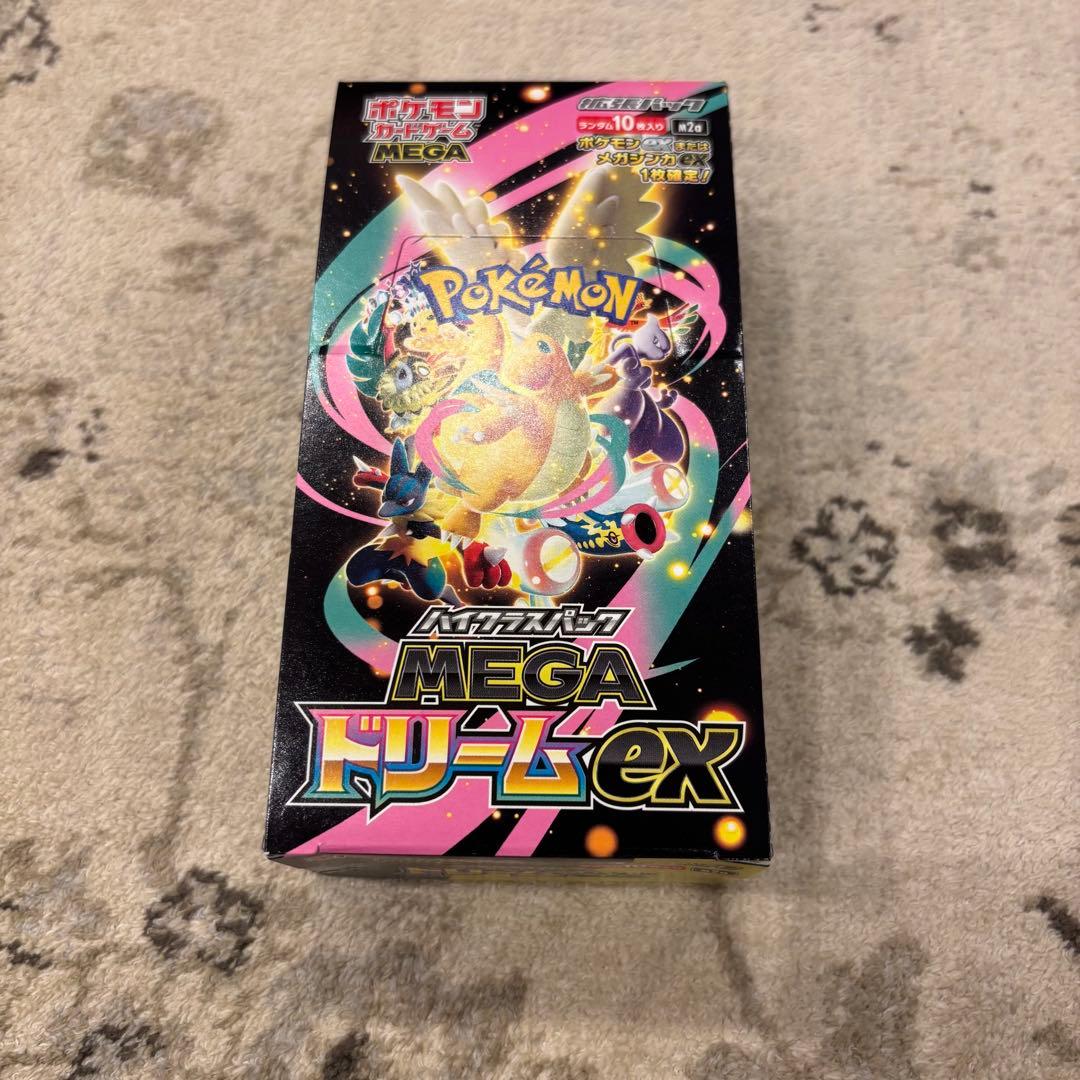 ポケモン
カードゲーム
MEGA
拡張パック
ランダム10枚入り M2a
ポケモンexまたは
メガシンカex
1枚確定！
POKÉMON
TM
ハイクラスパック
MEGA
ドリームex